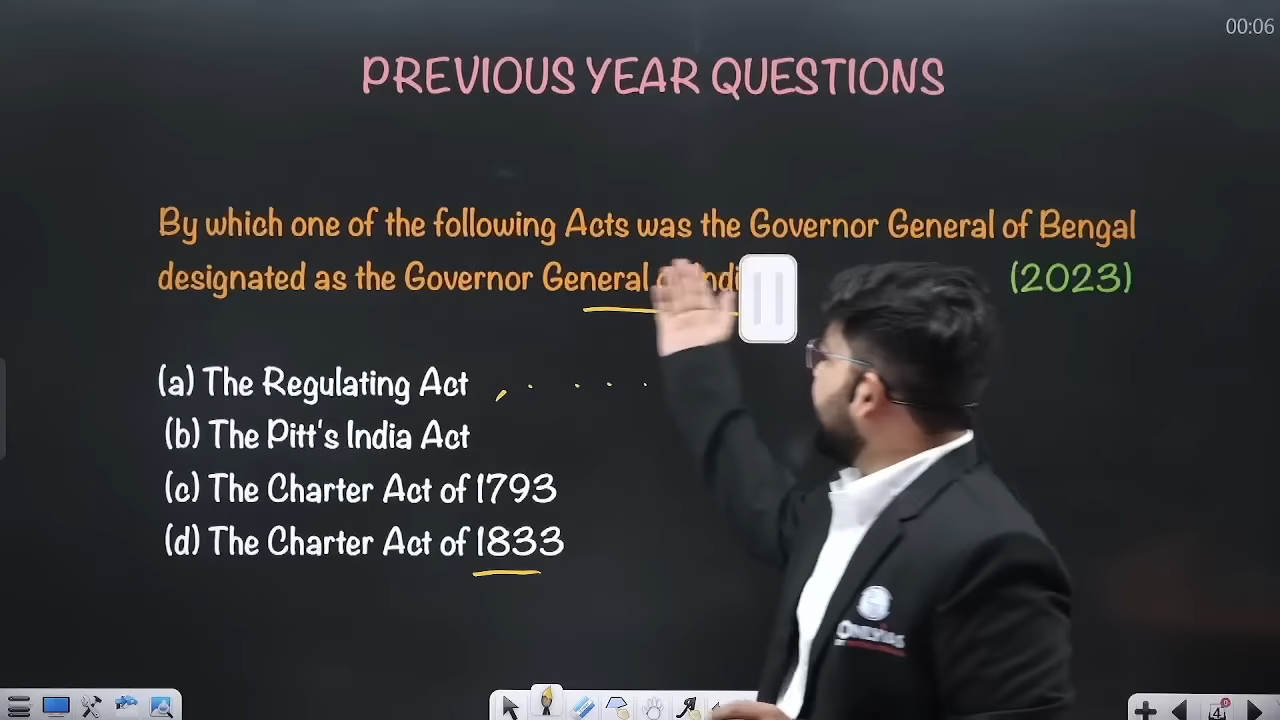 00:06
PREVIOUS YEAR QUESTIONS
By which one of the following Acts was the Governor General of Bengal
designated as the Governor General (2023)
(a) The Regulating Act
(b) The Pitt's India Act
(c) The Charter Act of 1793
(d) The Charter Act of 1833